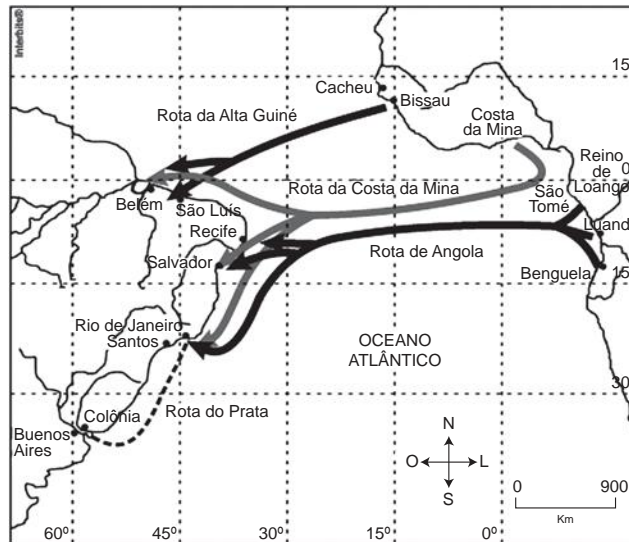 Interbits®
15
Cacheu
Bissau
Costa
da Mina
Rota da Alta Guiné
Reino
de
Loango
0
Rota da Costa da Mina
São
Tomé
Belém
São Luís
Recife
Luand
Rota de Angola
Salvador
Benguela
15
Rio de Janeiro
Santos
OCEANO
ATLÂNTICO
30
Colônia
Rota do Prata
Buenos
Aires
N
O L
S
0 900
Km
60º 45º 30º 15º 0º